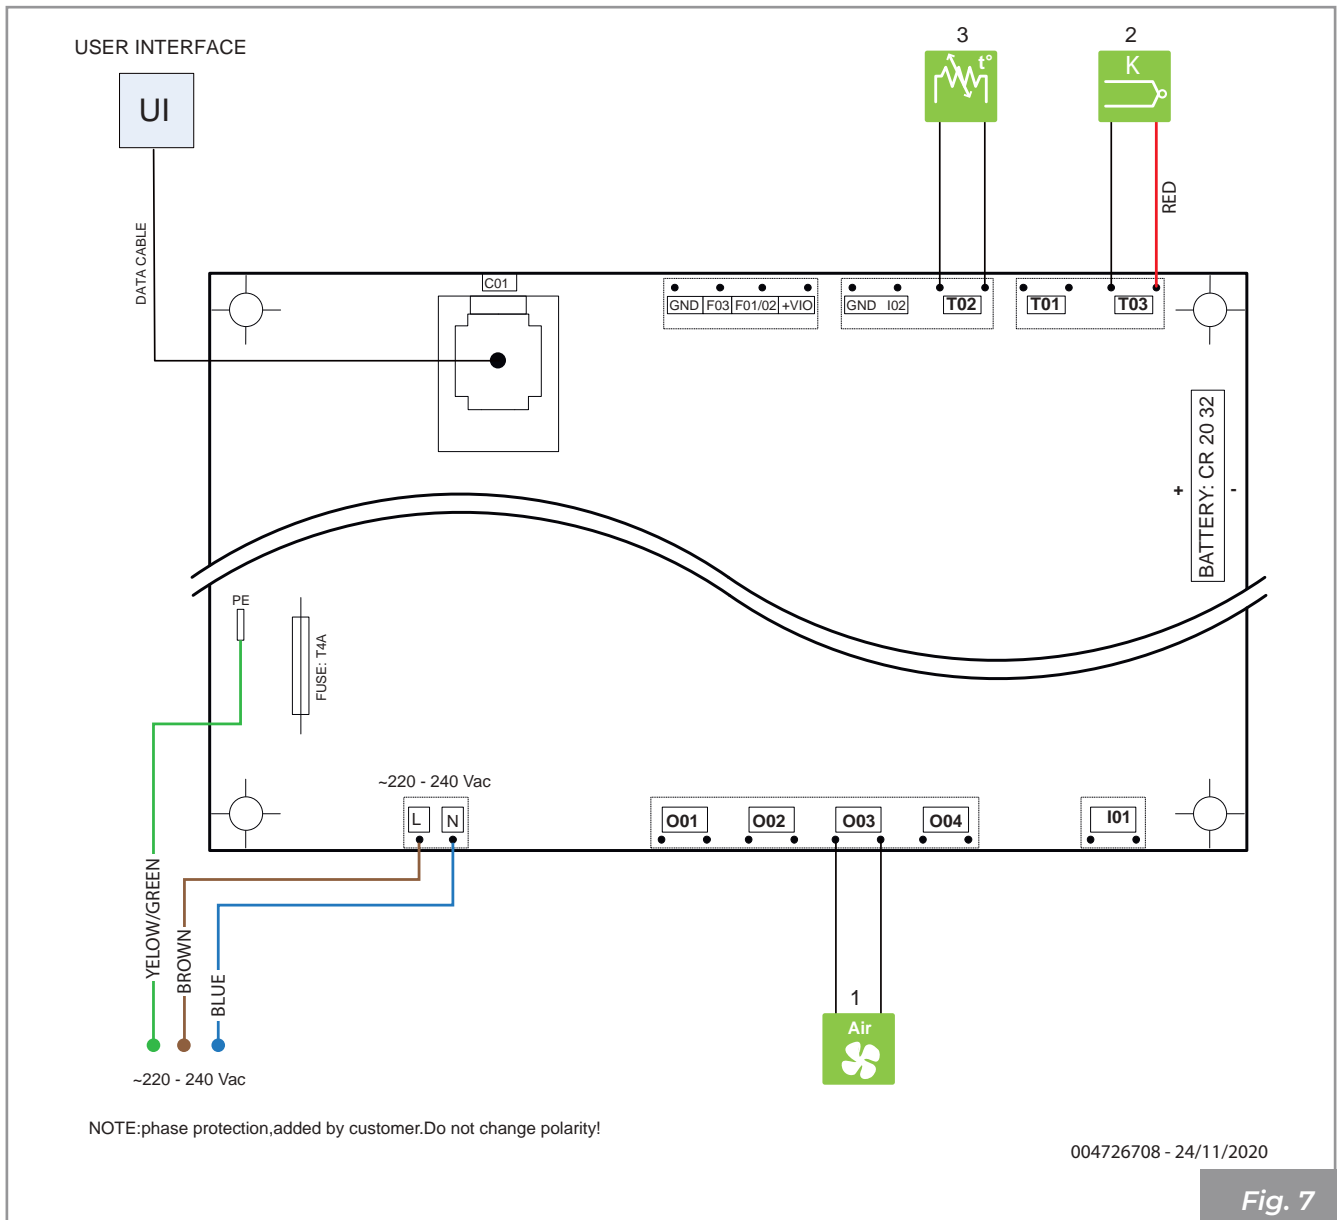 USER INTERFACE
3
2
UI
t°
K
RED
DATA CABLE
C01
GND F03 F01/02 +VIO
GND I02 T02
T01 T03
BATTERY: CR 20 32
+ -
PE
FUSE: T4A
~220 - 240 Vac
L N
O01 O02 O03 O04
I01
YELOW/GREEN
BROWN
BLUE
1
Air
~220 - 240 Vac
NOTE:phase protection,added by customer.Do not change polarity!
004726708 - 24/11/2020
Fig. 7